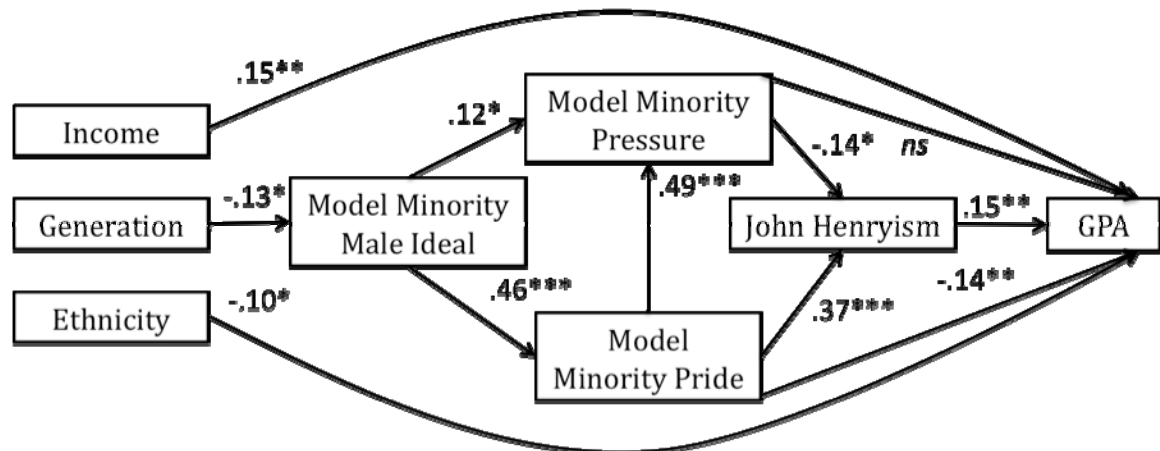 .15**
Income
.12*
Model Minority
Pressure
-.14*
ns
Generation
-.13*
Model Minority
Male Ideal
.49***
John Henryism
.15**
GPA
Ethnicity
-.10*
.46***
Model
Minority Pride
.37***
-.14**